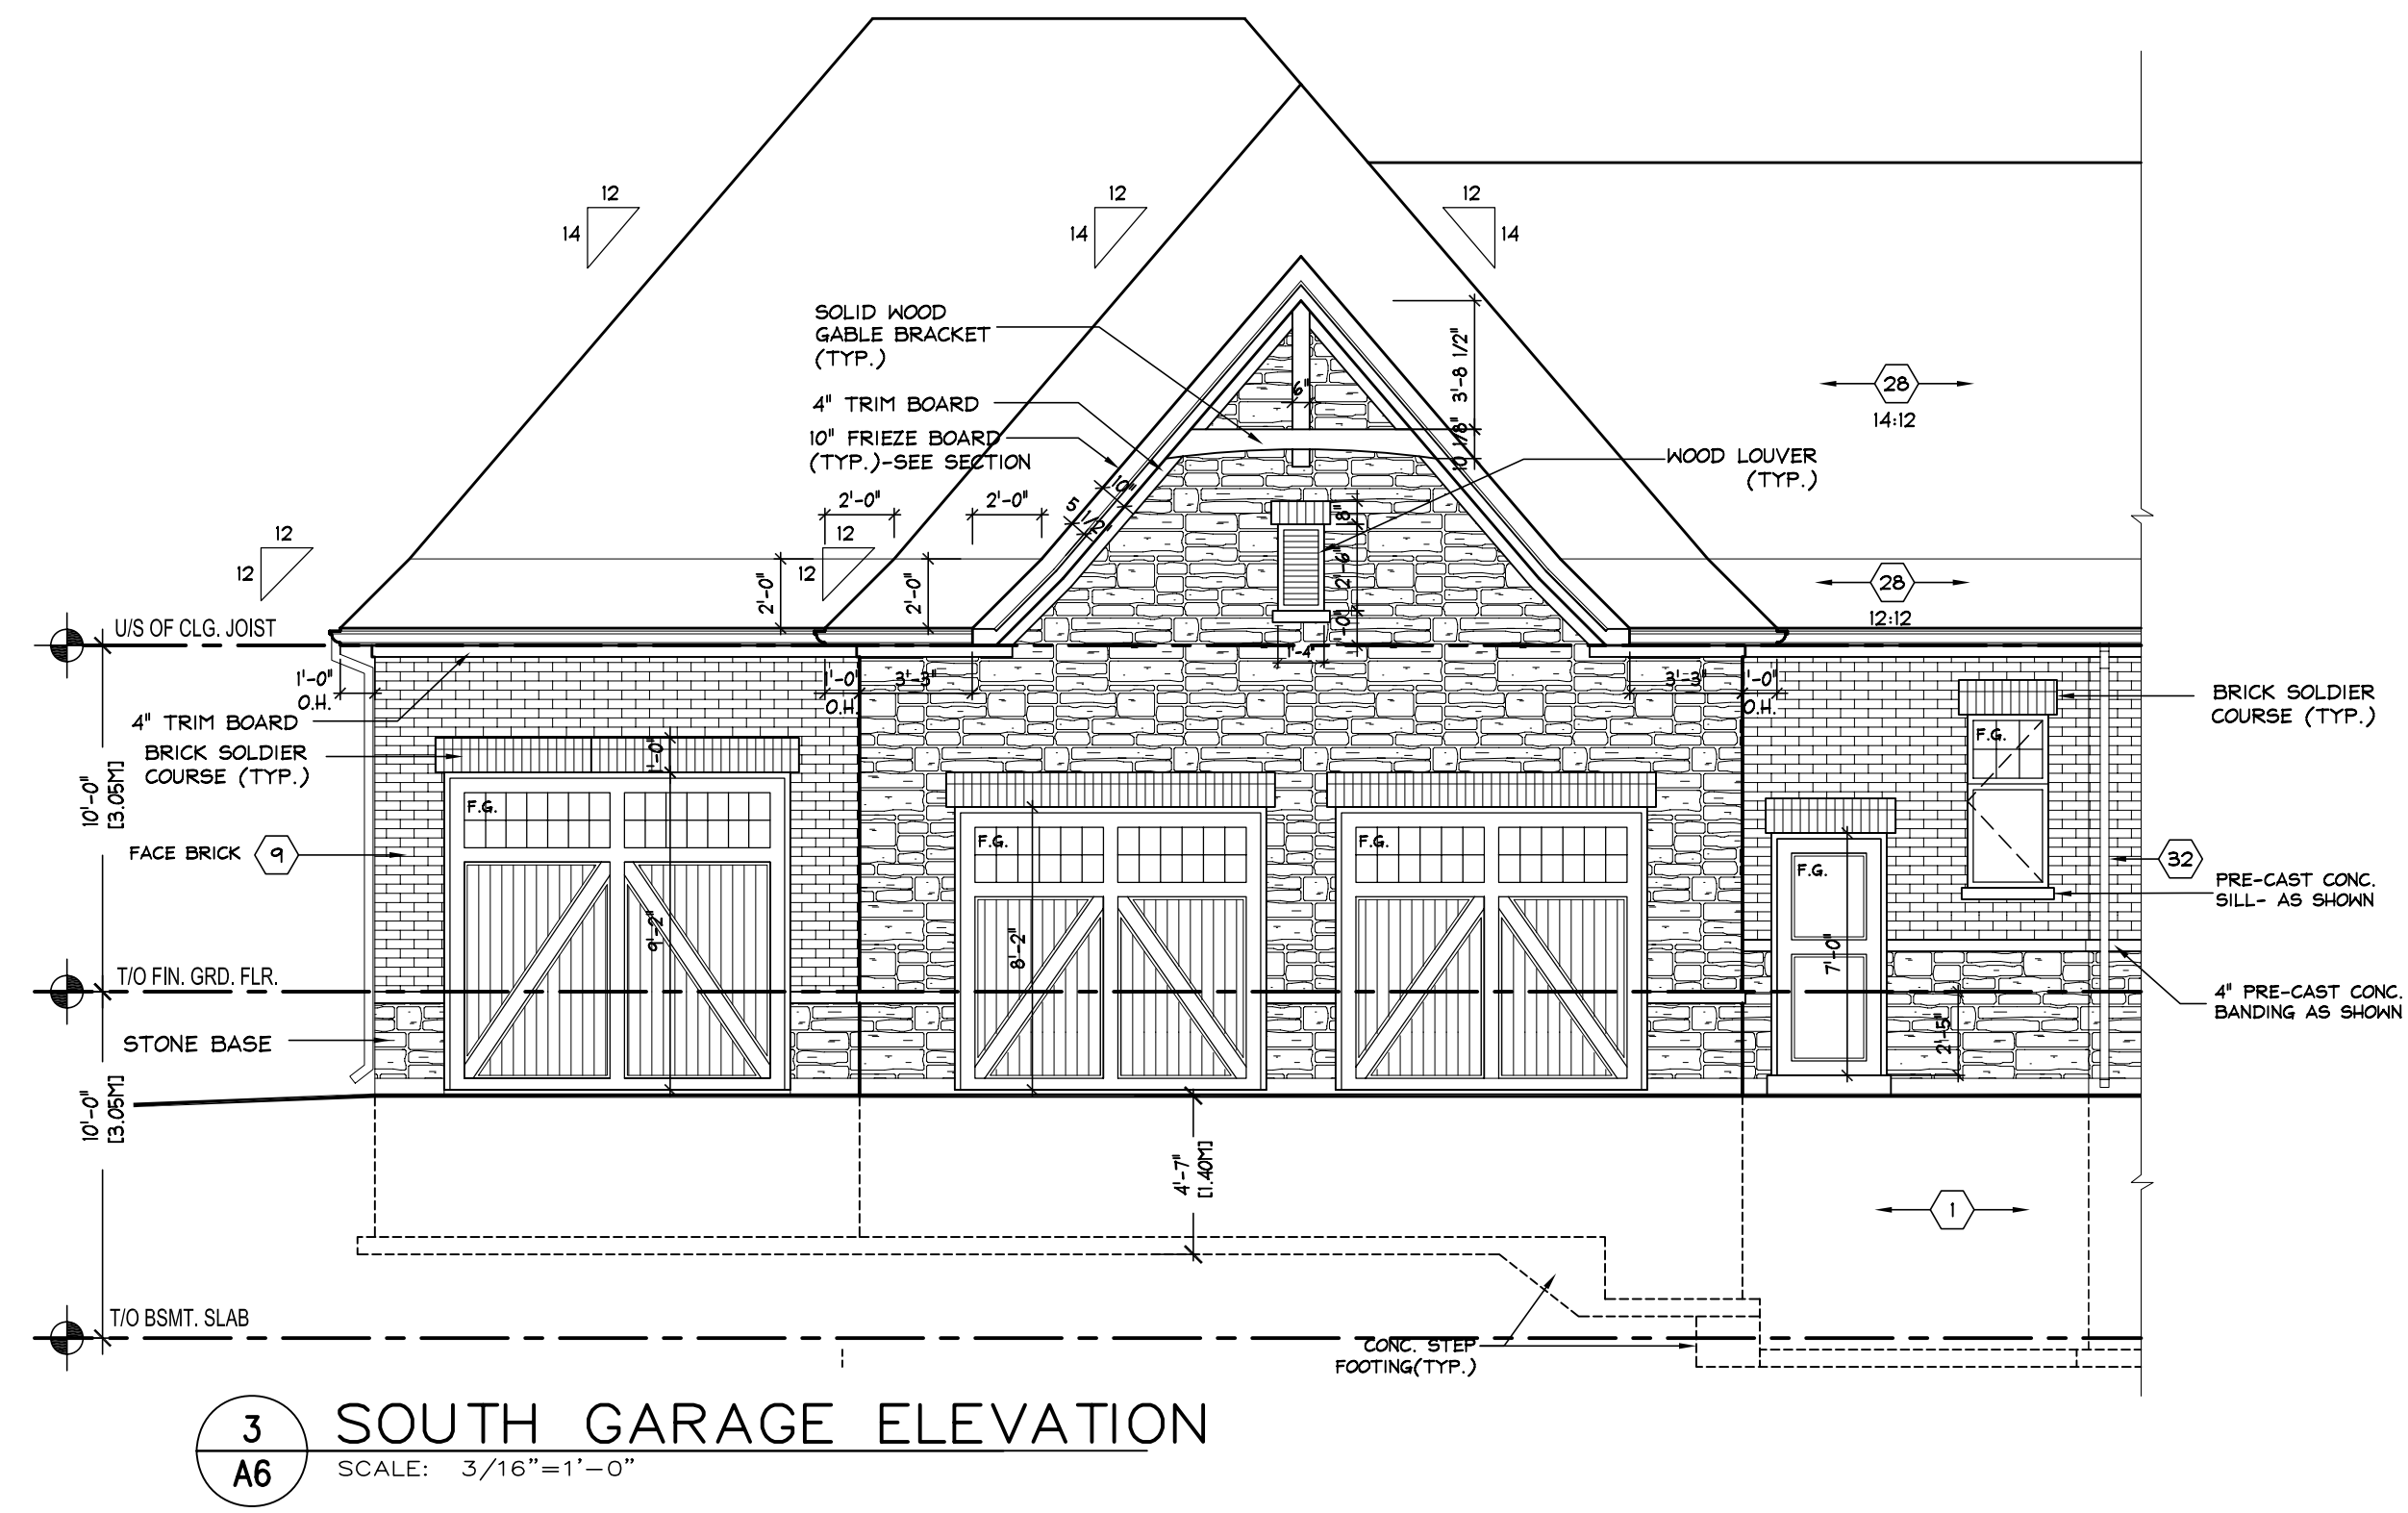 12
14
12
14
12
14
SOLID WOOD
GABLE BRACKET
(TYP.)
4" TRIM BOARD
10" FRIEZE BOARD
(TYP.)-SEE SECTION
6"
3'-8 1/2"
10 1/8"
28
14:12
WOOD LOUVER
(TYP.)
10"
5 1/2"
2'-0"
2'-0"
12
12
12
12
2'-0"
2'-0"
8"
2'-6"
1'-0"
1'-4"
28
12:12
U/S OF CLG. JOIST
1'-0"
O.H.
1'-0"
O.H.
3'-3"
3'-3"
1'-0"
O.H.
4" TRIM BOARD
BRICK SOLDIER
COURSE (TYP.)
1'-0"
BRICK SOLDIER
COURSE (TYP.)
F.G.
F.G.
F.G.
F.G.
F.G.
10'-0"
[3.05M]
FACE BRICK
9
32
PRE-CAST CONC.
SILL- AS SHOWN
9'-2"
8'-2"
7'-0"
2'-5"
T/O FIN. GRD. FLR.
4" PRE-CAST CONC.
BANDING AS SHOWN
STONE BASE
10'-0"
[3.05M]
4'-7"
[1.40M]
1
T/O BSMT. SLAB
CONC. STEP
FOOTING(TYP.)
3
A6
SOUTH GARAGE ELEVATION
SCALE: 3/16"=1'-0"